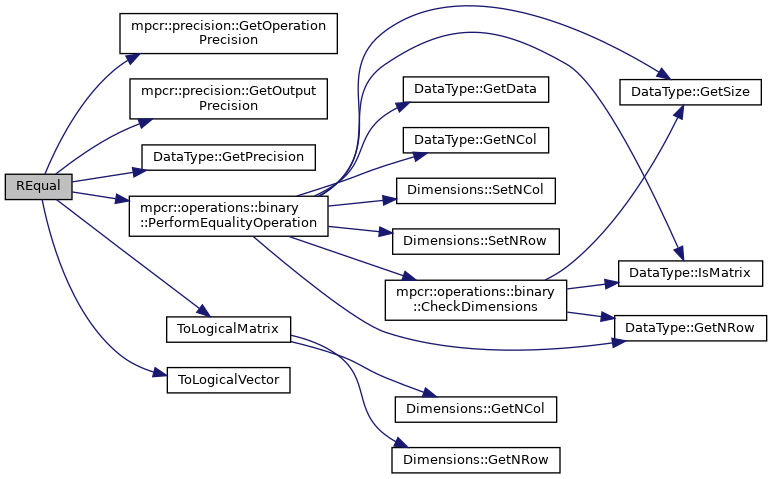 REqual
mpcr::precision::GetOperation
Precision
mpcr::precision::GetOutput
Precision
DataType::GetPrecision
mpcr::operations::binary
::PerformEqualityOperation
ToLogicalMatrix
ToLogicalVector
DataType::GetData
DataType::GetNCol
Dimensions::SetNCol
Dimensions::SetNRow
mpcr::operations::binary
::CheckDimensions
Dimensions::GetNCol
Dimensions::GetNRow
DataType::GetSize
DataType::IsMatrix
DataType::GetNRow